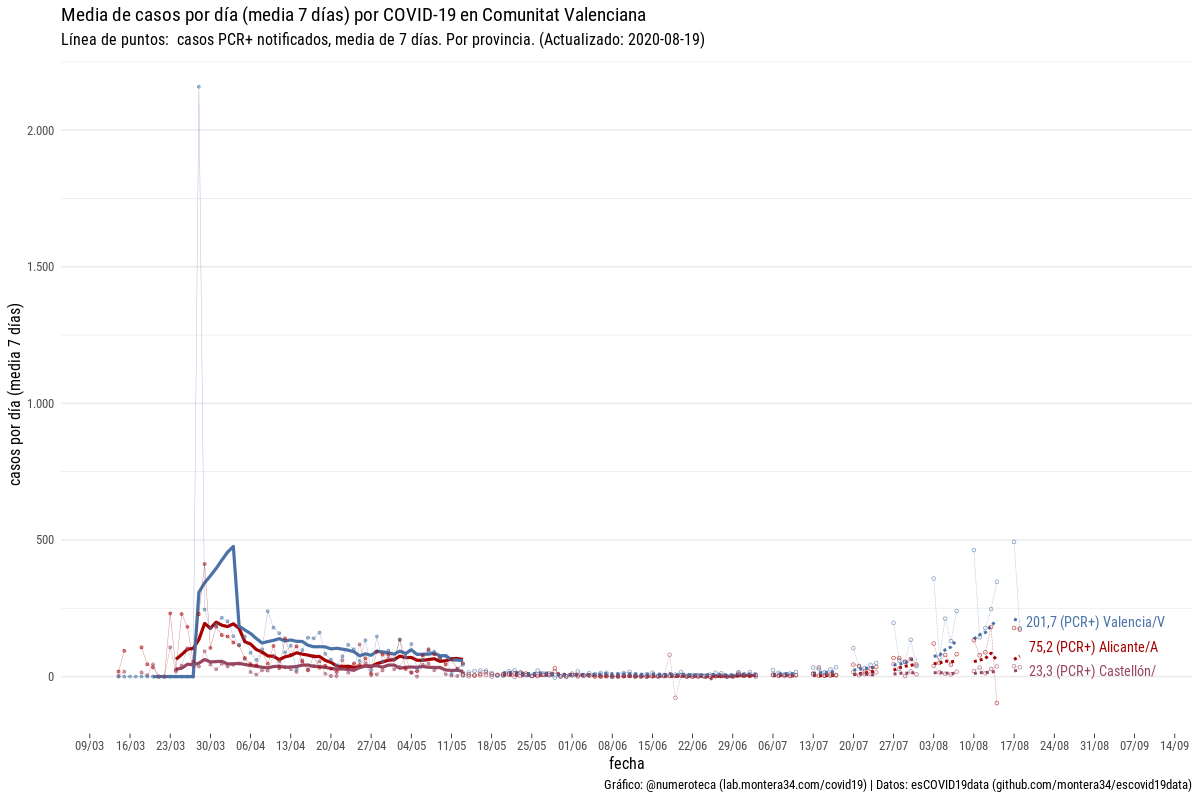 Media de casos por día (media 7 días) por COVID-19 en Comunitat Valenciana
Línea de puntos:  casos PCR+ notificados, media de 7 días. Por provincia. (Actualizado: 2020-08-19)
casos por día (media 7 días)
2.000
1.500
1.000
500
0
201,7 (PCR+) Valencia/V
75,2 (PCR+) Alicante/A
23,3 (PCR+) Castellón/
09/03 16/03 23/03 30/03 06/04 13/04 20/04 27/04 04/05 11/05 18/05 25/05 01/06 08/06 15/06 22/06 29/06 06/07 13/07 20/07 27/07 03/08 10/08 17/08 24/08 31/08 07/09 14/09
fecha
Gráfico: @numeroteca (lab.montera34.com/covid19) | Datos: esCOVID19data (github.com/montera34/escovid19data)